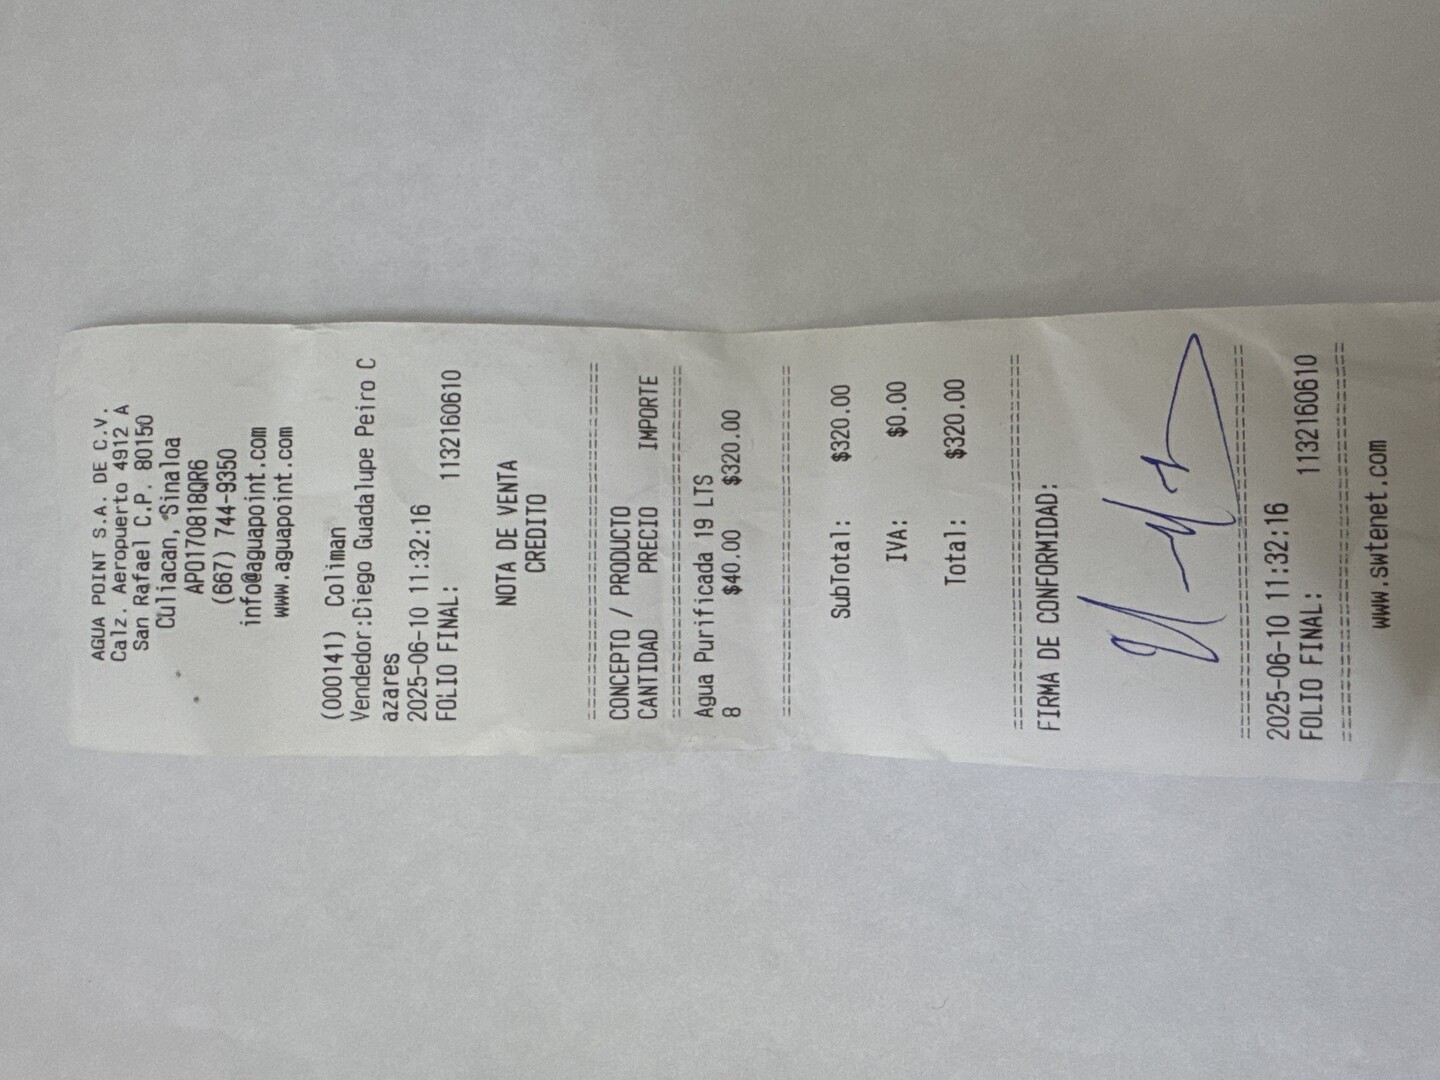 AGUA POINT S.A. DE C.V.
Calz. Aeropuerto 4912 A
San Rafael C.P. 80150
Culiacan, Sinaloa
APO170818QR6
(667) 744-9350
info@aguapoint.com
www.aguapoint.com
(000141) Coliman
Vendedor:Diego Guadalupe Peiro C
azares
2025-06-10 11:32:16
FOLIO FINAL: 1132160610
NOTA DE VENTA
CREDITO
================================
CONCEPTO / PRODUCTO
CANTIDAD PRECIO IMPORTE
================================
Agua Purificada 19 LTS
8 $40.00 $320.00
================================
SubTotal: $320.00
IVA: $0.00
Total: $320.00
================================
FIRMA DE CONFORMIDAD:
================================
2025-06-10 11:32:16
FOLIO FINAL: 1132160610
================================
www.swtenet.com